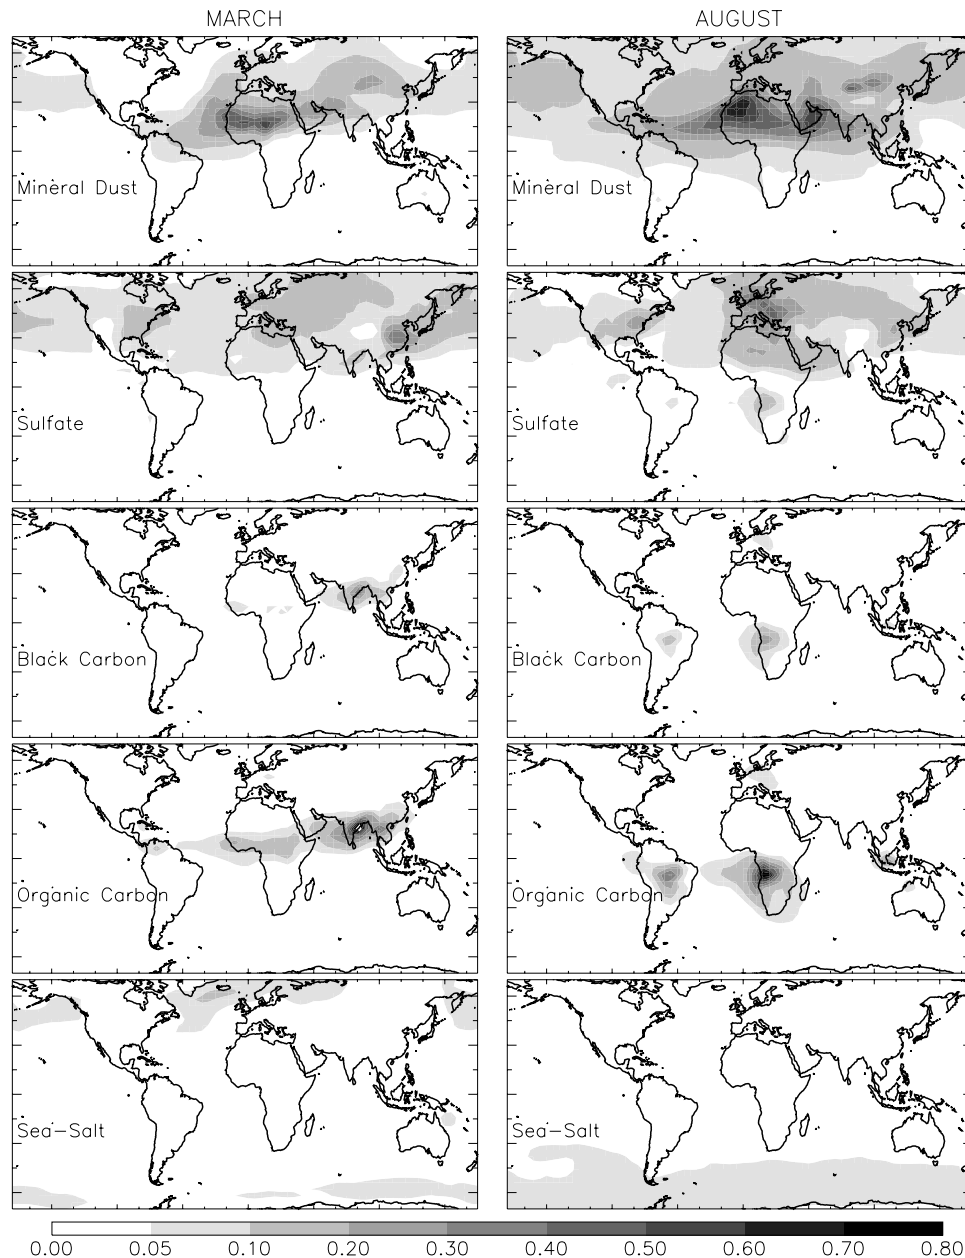 MARCH AUGUST
Mineral Dust Mineral Dust
Sulfate Sulfate
Black Carbon Black Carbon
Organic Carbon Organic Carbon
Sea-Salt Sea-Salt
0.00 0.05 0.10 0.20 0.30 0.40 0.50 0.60 0.70 0.80